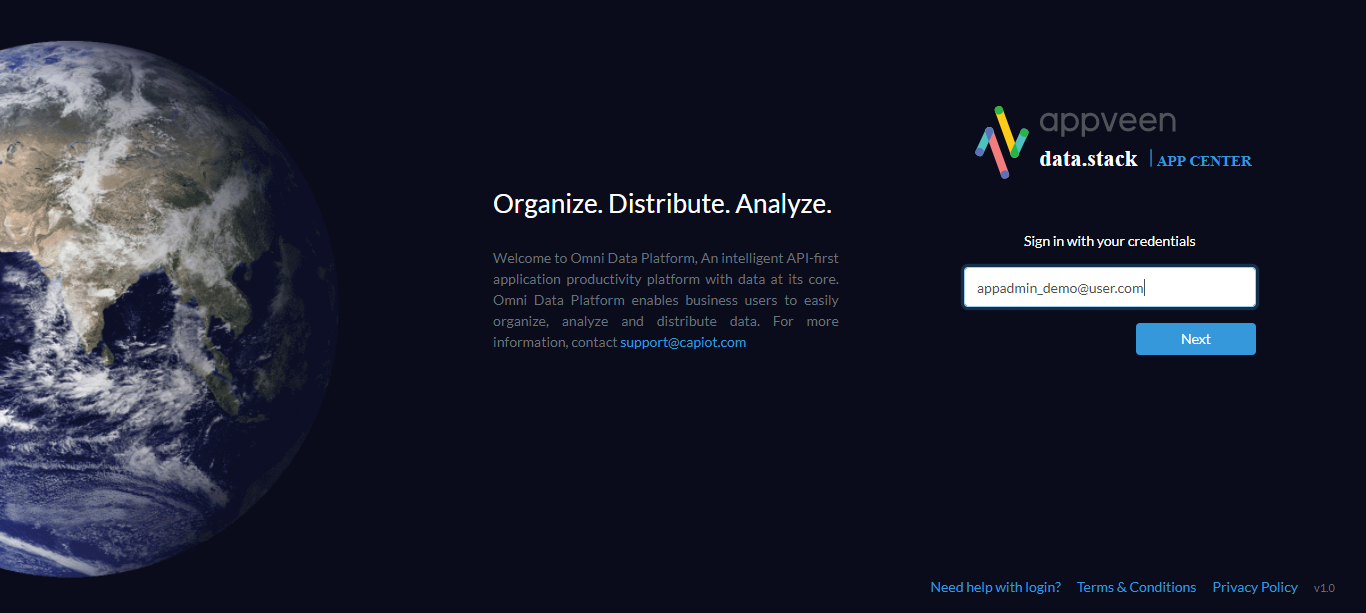 appveen
data.stack | APP CENTER
Organize. Distribute. Analyze.
Welcome to Omni Data Platform, An intelligent API-first
application productivity platform with data at its core.
Omni Data Platform enables business users to easily
organize, analyze and distribute data. For more
information, contact support@capiot.com
Sign in with your credentials
appadmin_demo@user.com
Next
Need help with login? Terms & Conditions Privacy Policy v1.0